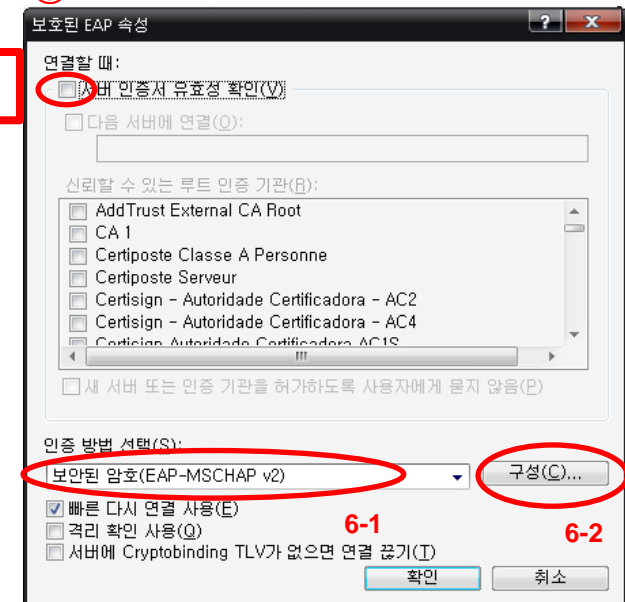 보호된 EAP 속성
연결할 때:
서버 인증서 유효성 확인(V)
다음 서버에 연결(O):
신뢰할 수 있는 루트 인증 기관(R):
AddTrust External CA Root
CA 1
Certiposte Classe A Personne
Certiposte Serveur
Certisign - Autoridade Certificadora - AC2
Certisign - Autoridade Certificadora - AC4
Certisign Autoridade Certificadora AC1S
새 서버 또는 인증 기관을 허가하도록 사용자에게 묻지 않음(P)
인증 방법 선택(S):
보안된 암호(EAP-MSCHAP v2)
구성(C)...
빠른 다시 연결 사용(E)
격리 확인 사용(Q)
6-1
6-2
서버에 Cryptobinding TLV가 없으면 연결 끊기(T)
확인
취소